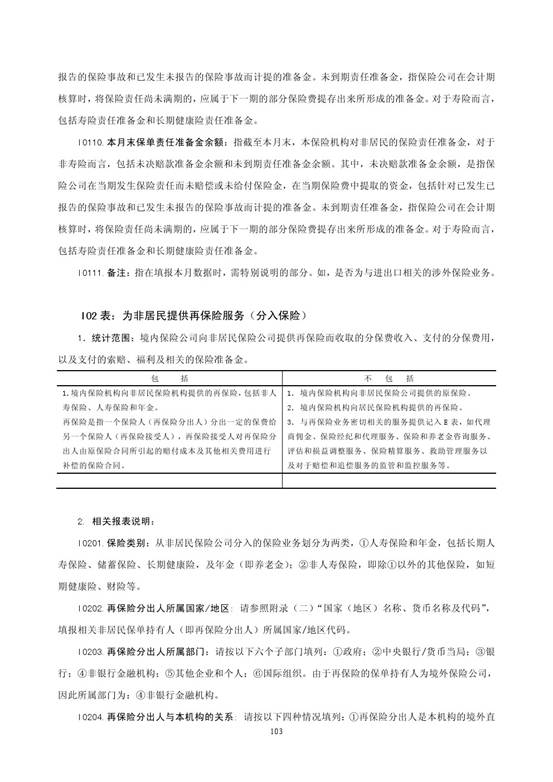 报告的保险事故和已发生未报告的保险事故而计提的准备金。未到期责任准备金，指保险公司在会计期
核算时，将保险责任尚未满期的，应属于下一期的部分保险费提存出来所形成的准备金。对于寿险而言，
包括寿险责任准备金和长期健康险责任准备金。
I0110.本月末保单责任准备金余额：指截至本月末，本保险机构对非居民的保险责任准备金，对于
非寿险而言，包括未决赔款准备金余额和未到期责任准备金余额。其中，未决赔款准备金余额，是指保
险公司在当期发生保险责任而未赔偿或未给付保险金，在当期保险费中提取的资金，包括针对已发生已
报告的保险事故和已发生未报告的保险事故而计提的准备金。未到期责任准备金，指保险公司在会计期
核算时，将保险责任尚未满期的，应属于下一期的部分保险费提存出来所形成的准备金。对于寿险而言，
包括寿险责任准备金和长期健康险责任准备金。
I0111.备注：指在填报本月数据时，需特别说明的部分。如，是否为与进出口相关的涉外保险业务。
I02 表：为非居民提供再保险服务（分入保险）
1. 统计范围：境内保险公司向非居民保险公司提供再保险而收取的分保费收入、支付的分保费用，
以及支付的索赔、福利及相关的保险准备金。
包 括
不 包 括
1.境内保险机构向非居民保险机构提供的再保险，包括非人
寿保险、人寿保险和年金。
再保险是指一个保险人（再保险分出人）分出一定的保费给
另一个保险人（再保险接受人），再保险接受人对再保险分
出人由原保险合同所引起的赔付成本及其他相关费用进行
补偿的保险合同。
1. 境内保险机构向非居民保险公司提供的原保险。
2. 境内保险机构向居民保险机构提供的再保险。
3. 与再保险业务密切相关的服务提供记入 E 表，如代理
商佣金、保险经纪和代理服务、保险和养老金咨询服务、
评估和损益调整服务、保险精算服务、救助管理服务以
及对于赔偿和追偿服务的监管和监控服务等。
2. 相关报表说明：
I0201.保险类别：从非居民保险公司分入的保险业务划分为两类，①人寿保险和年金，包括长期人
寿保险、储蓄保险、长期健康险，及年金（即养老金）；②非人寿保险，即除①以外的其他保险，如短
期健康险、财险等。
I0202.再保险分出人所属国家/地区：请参照附录（二）“国家（地区）名称、货币名称及代码”，
填报相关非居民保单持有人（即再保险分出人）所属国家/地区代码。
I0203.再保险分出人所属部门：请按以下六个子部门填列：①政府；②中央银行/货币当局；③银
行；④非银行金融机构；⑤其他企业和个人；⑥国际组织。由于再保险的保单持有人为境外保险公司，
因此所属部门为：④非银行金融机构。
I0204.再保险分出人与本机构的关系：请按以下四种情况填列：①再保险分出人是本机构的境外直
103